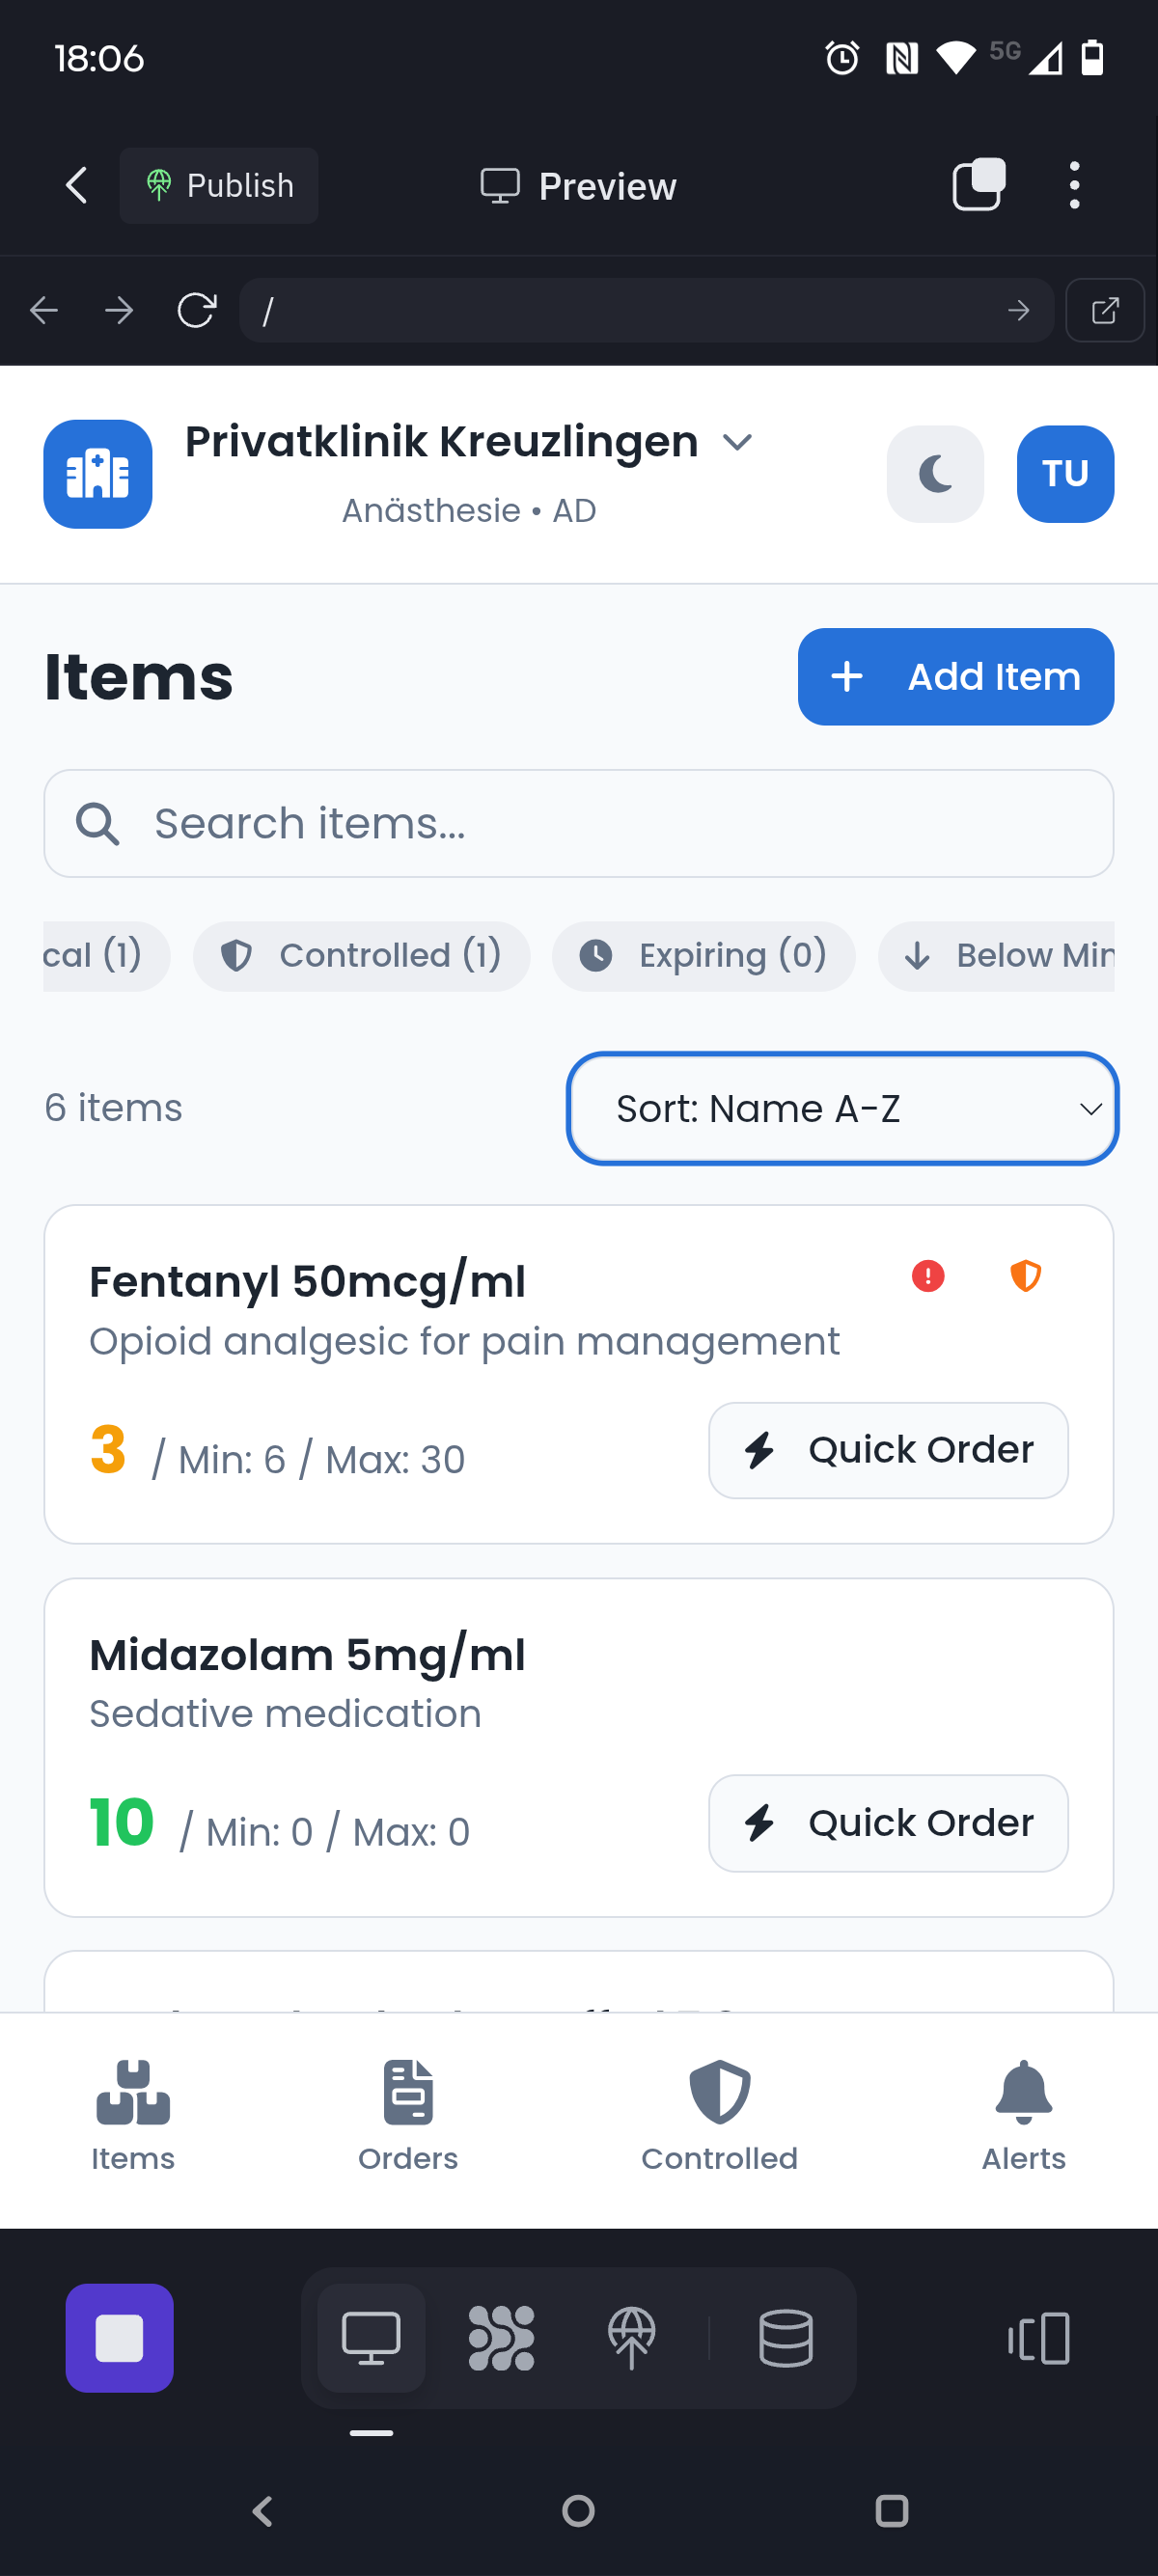 18:06
5G
Publish
Preview
/
Privatklinik Kreuzlingen
Anästhesie • AD
TU
Items
+ Add Item
Search items...
cal (1)
Controlled (1)
Expiring (0)
Below Min
6 items
Sort: Name A-Z
Fentanyl 50mcg/ml
Opioid analgesic for pain management
3 / Min: 6 / Max: 30
Quick Order
Midazolam 5mg/ml
Sedative medication
10 / Min: 0 / Max: 0
Quick Order
Items
Orders
Controlled
Alerts